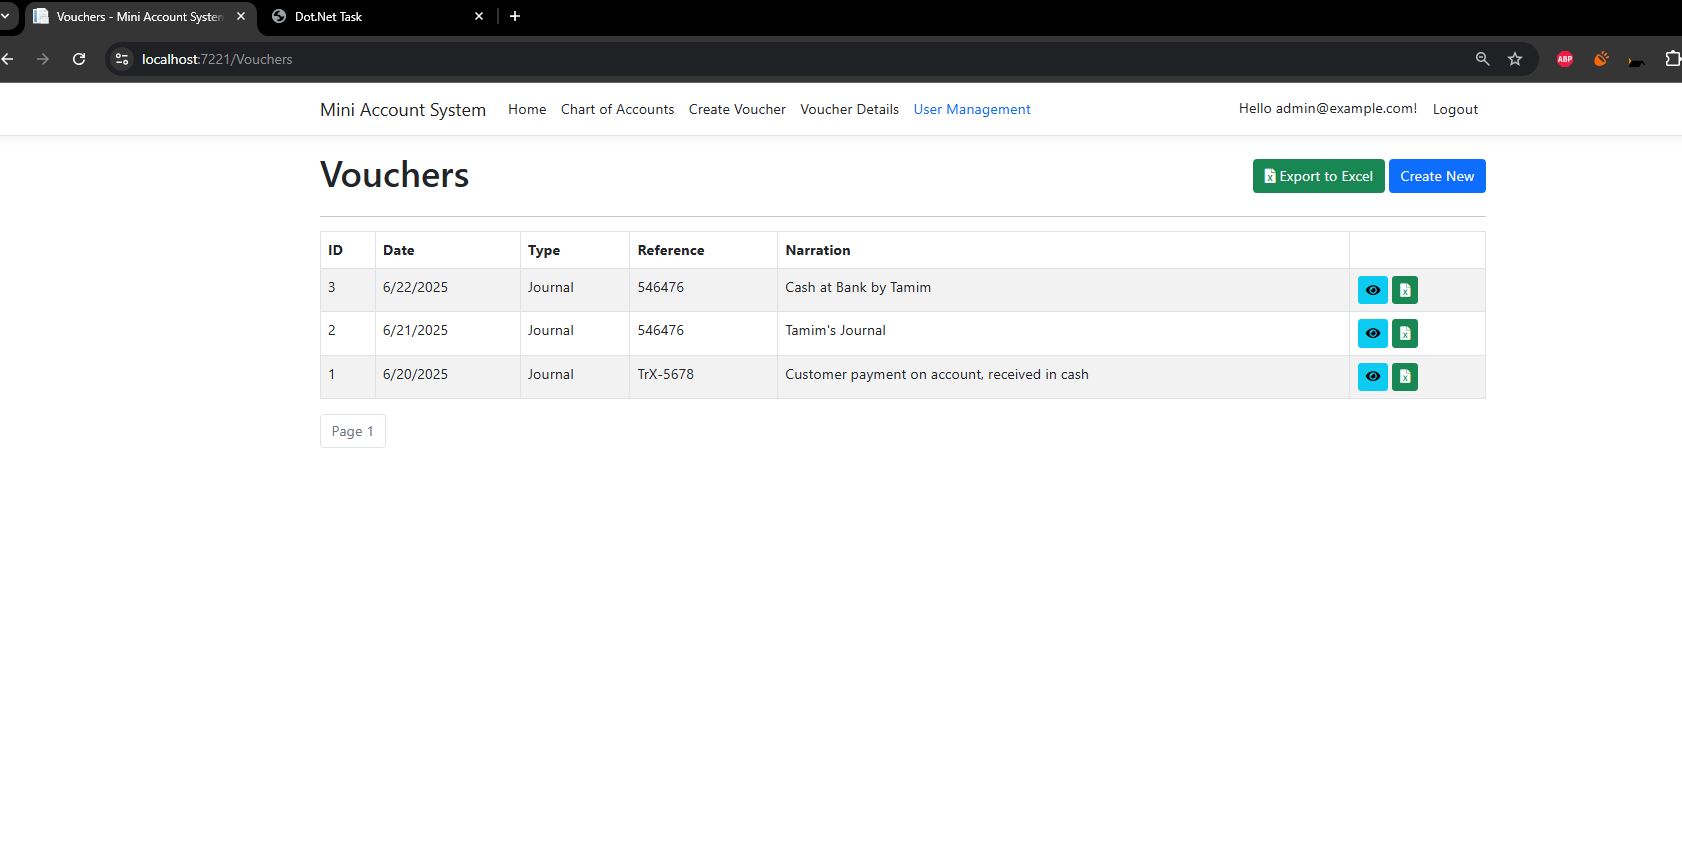 Vouchers - Mini Account System
Dot.Net Task
localhost:7221/Vouchers
ABP
Mini Account System Home Chart of Accounts Create Voucher Voucher Details User Management Hello admin@example.com! Logout
Vouchers Export to Excel Create New
ID Date Type Reference Narration
3 6/22/2025 Journal 546476 Cash at Bank by Tamim
2 6/21/2025 Journal 546476 Tamim's Journal
1 6/20/2025 Journal TrX-5678 Customer payment on account, received in cash
Page 1